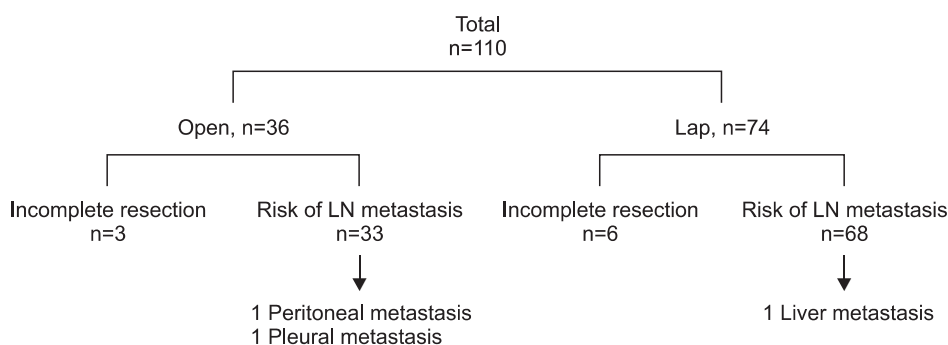 Total
n=110
Open, n=36
Lap, n=74
Incomplete resection
n=3
Risk of LN metastasis
n=33
Incomplete resection
n=6
Risk of LN metastasis
n=68
1 Peritoneal metastasis
1 Pleural metastasis
1 Liver metastasis